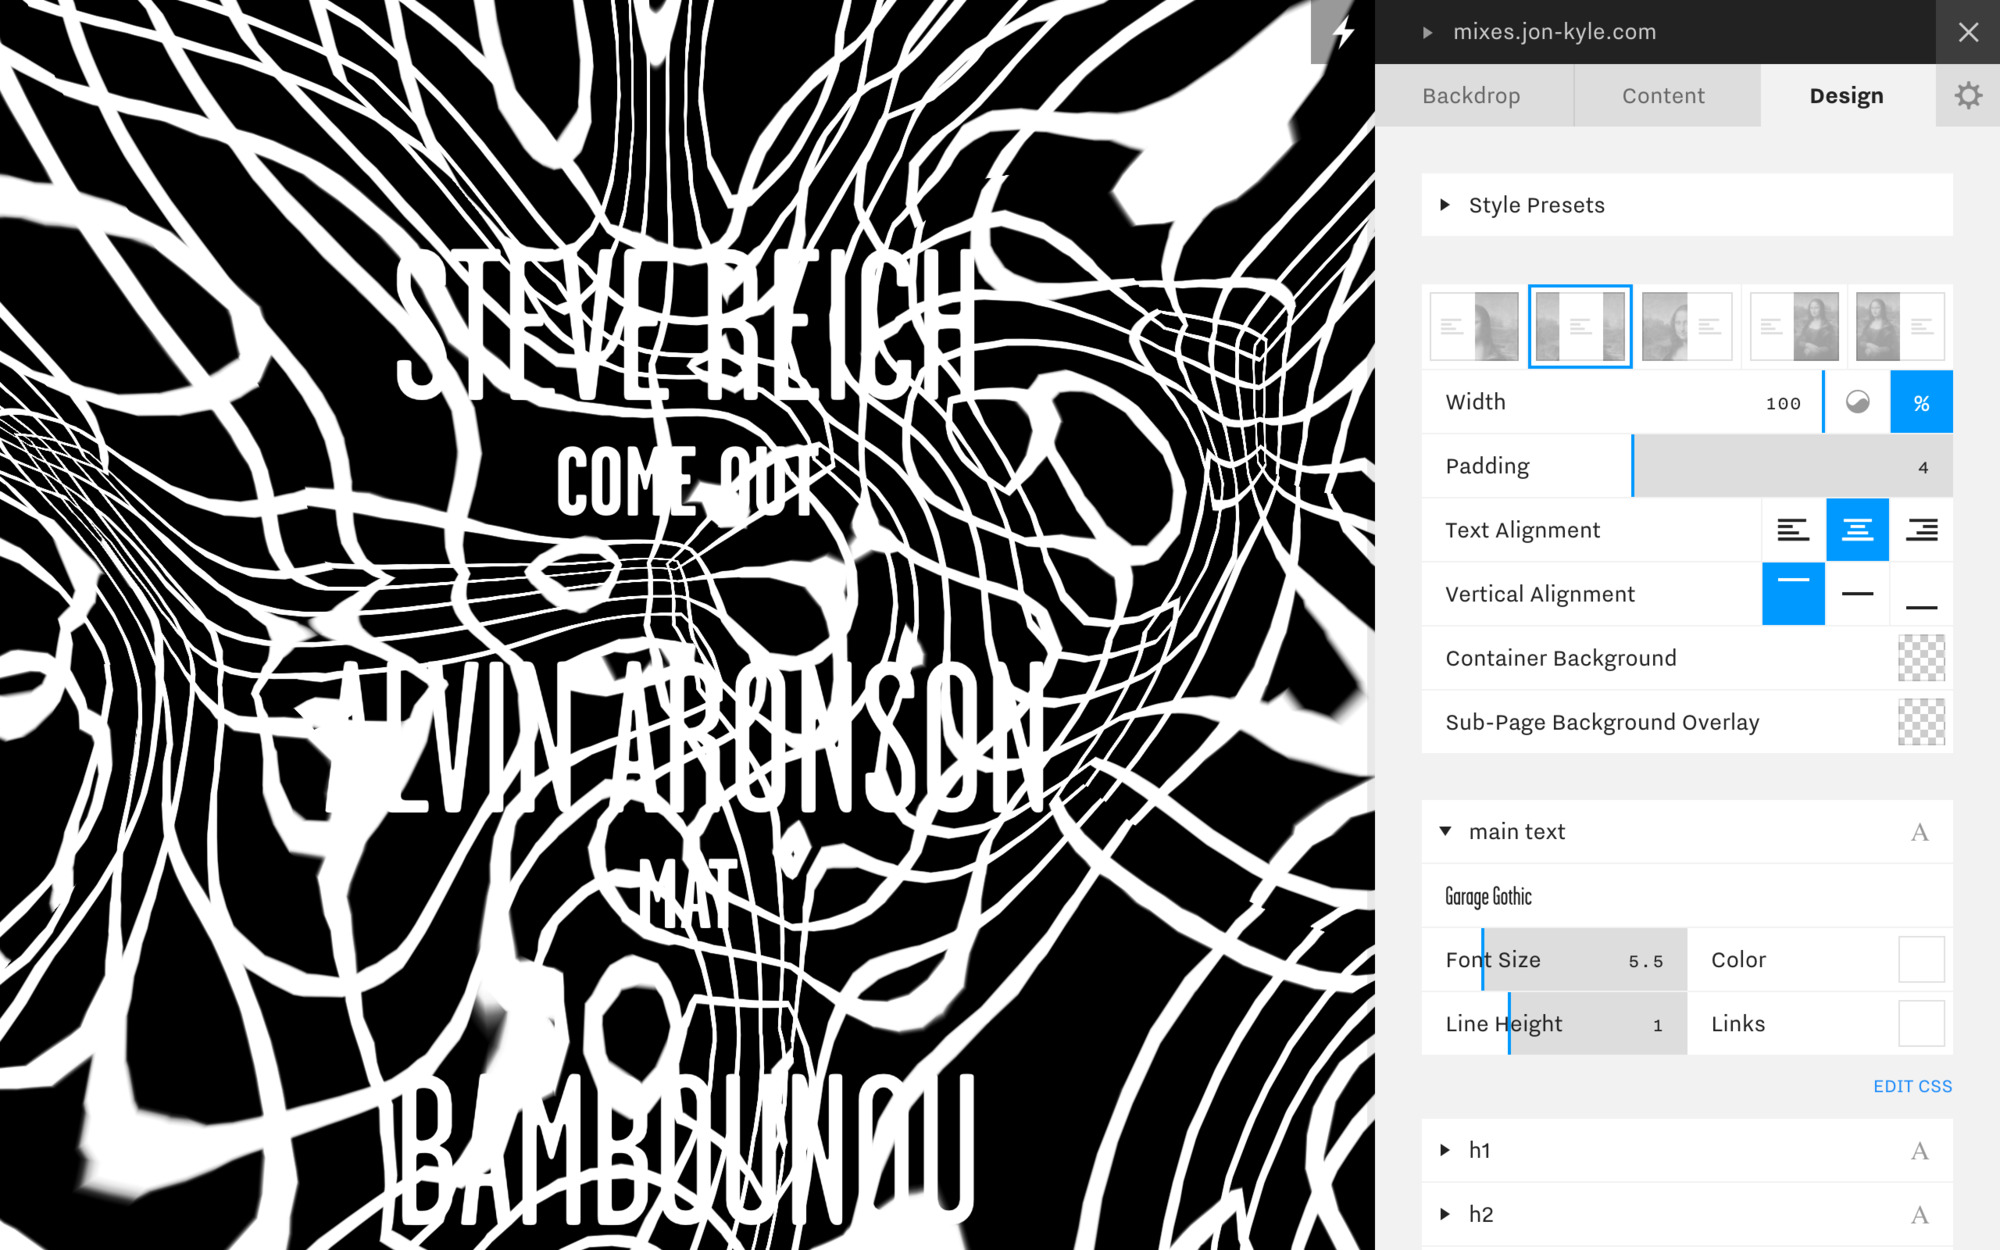 STEVE REICH
COME OUT
ALVIN ARONSON
MAT
BAMBOUNOU
mixes.jon-kyle.com
Backdrop
Content
Design
Style Presets
Width
100
%
Padding
4
Text Alignment
Vertical Alignment
Container Background
Sub-Page Background Overlay
main text
A
Garage Gothic
Font Size
5.5
Color
Line Height
1
Links
EDIT CSS
h1
A
h2
A